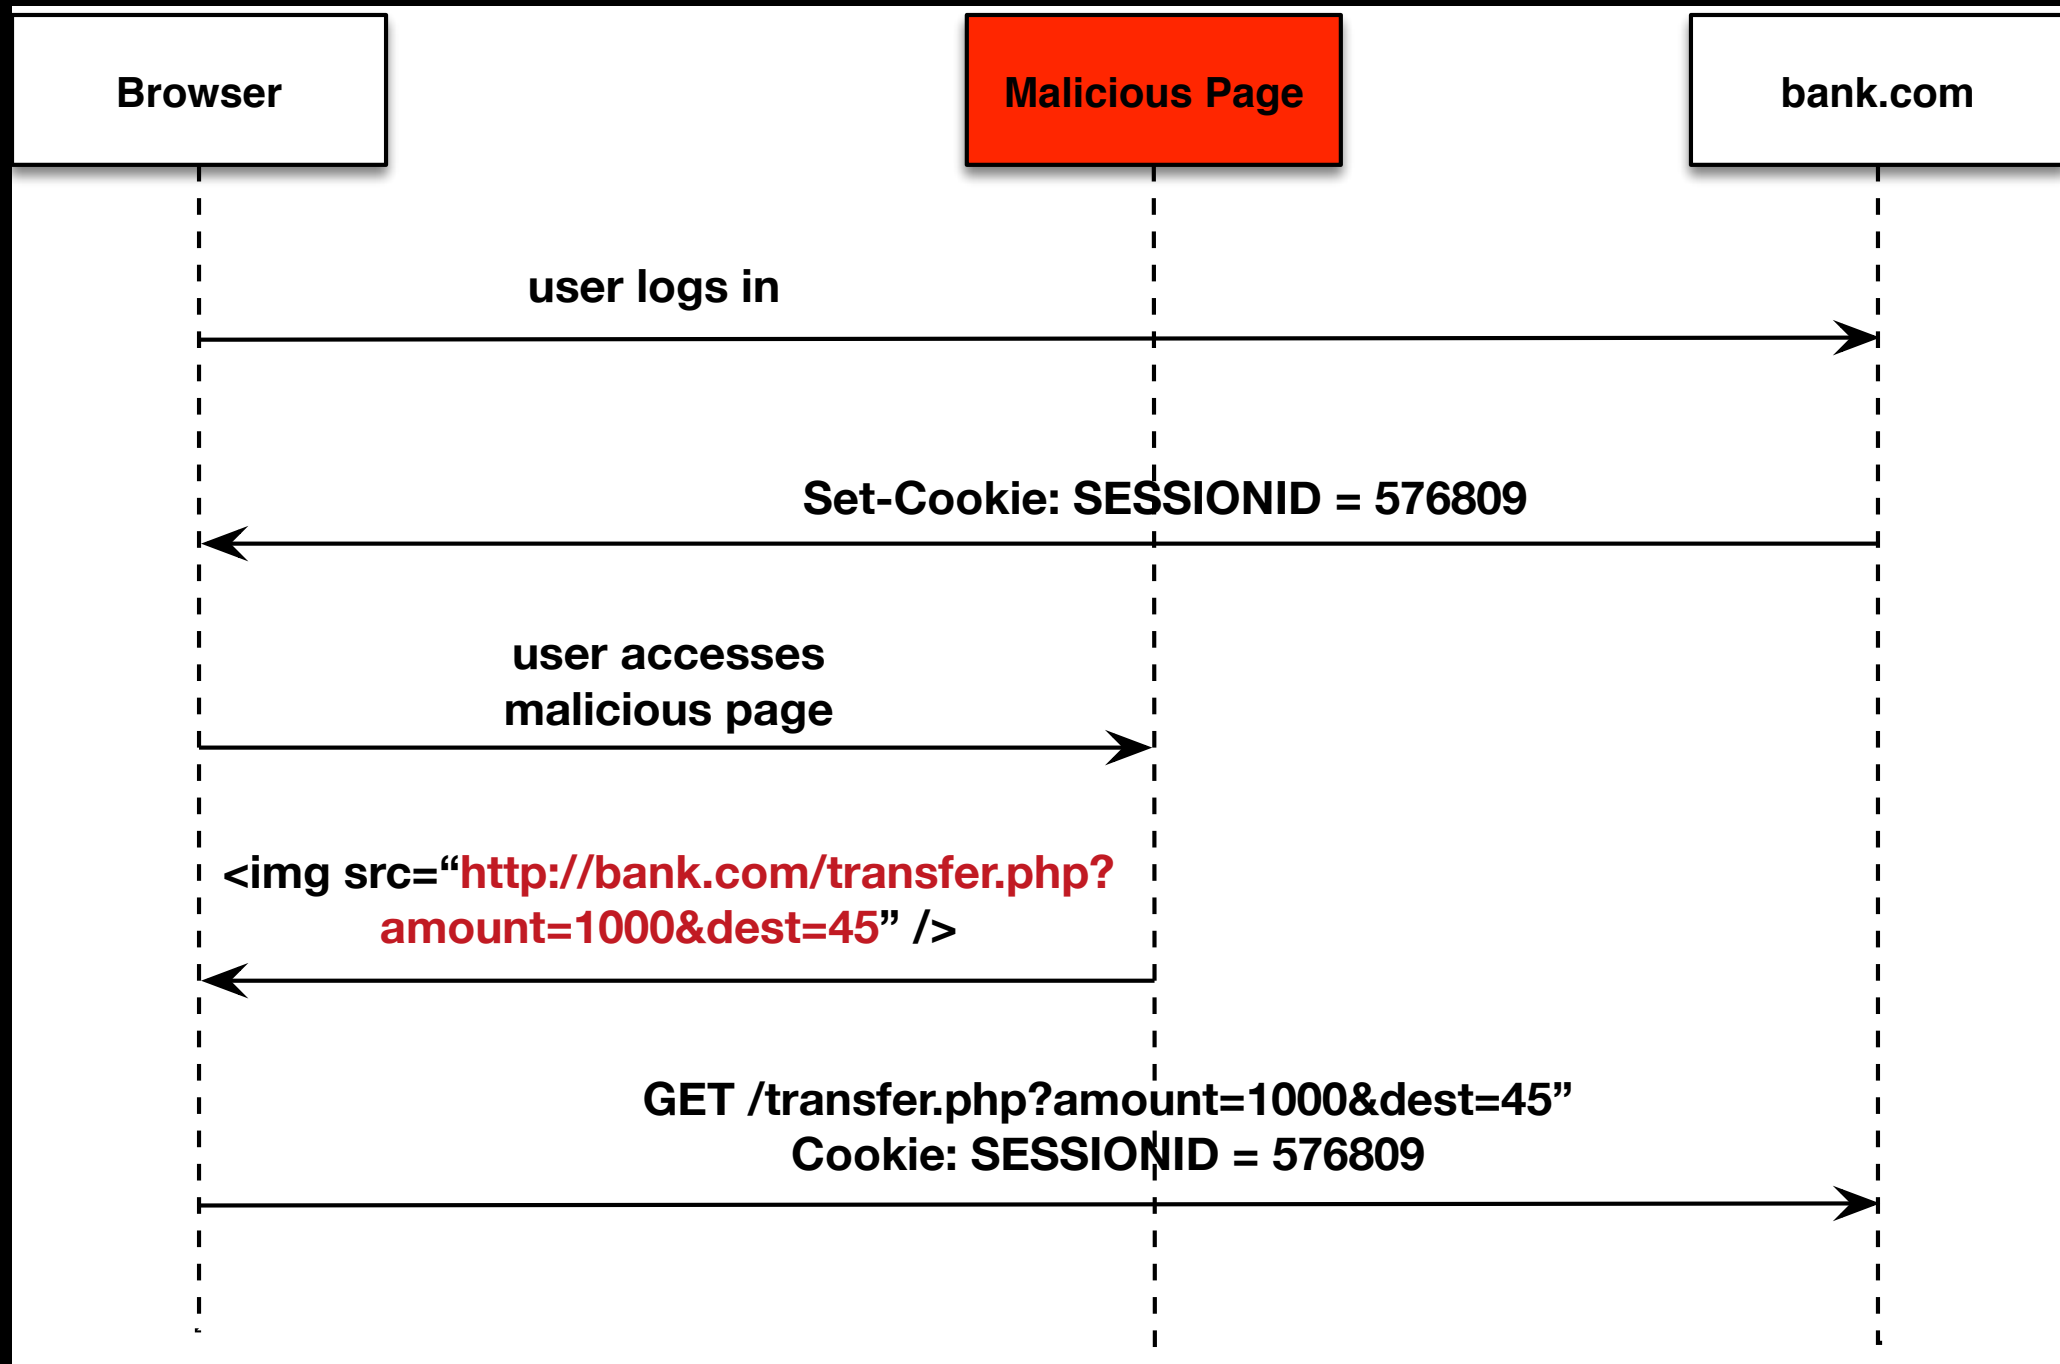 Browser
Malicious Page
bank.com
user logs in
Set-Cookie: SESSIONID = 576809
user accesses
malicious page
<img src=“http://bank.com/transfer.php?
amount=1000&dest=45” />
GET /transfer.php?amount=1000&dest=45”
Cookie: SESSIONID = 576809